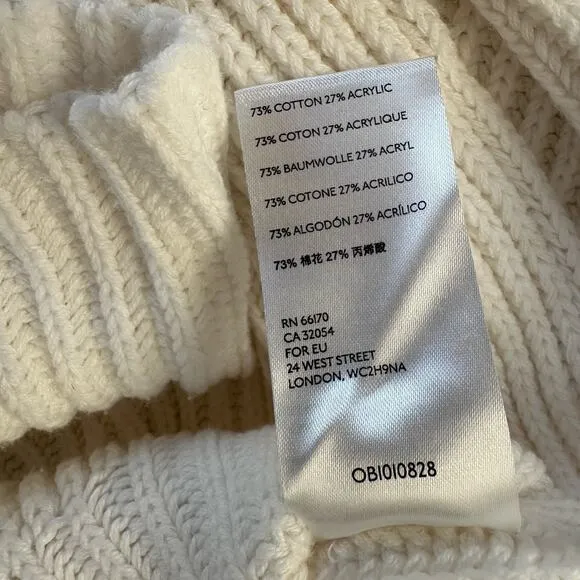 73% COTTON 27% ACRYLIC
73% COTON 27% ACRYLIQUE
73% BAUMWOLLE 27% ACRYL
73% COTONE 27% ACRILICO
73% ALGODÓN 27% ACRÍLICO
73% 棉花 27% 丙烯酸
RN 66170
CA 32054
FOR EU
24 WEST STREET
LONDON, WC2H9NA
OB1010828